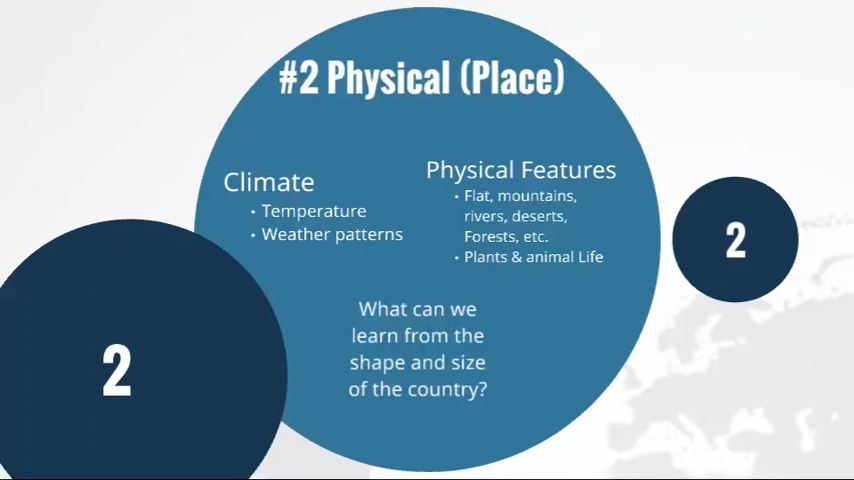 #2 Physical (Place)
Climate
• Temperature
• Weather patterns
Physical Features
• Flat, mountains,
rivers, deserts,
Forests, etc.
• Plants & animal Life
What can we
learn from the
shape and size
of the country?
2
2